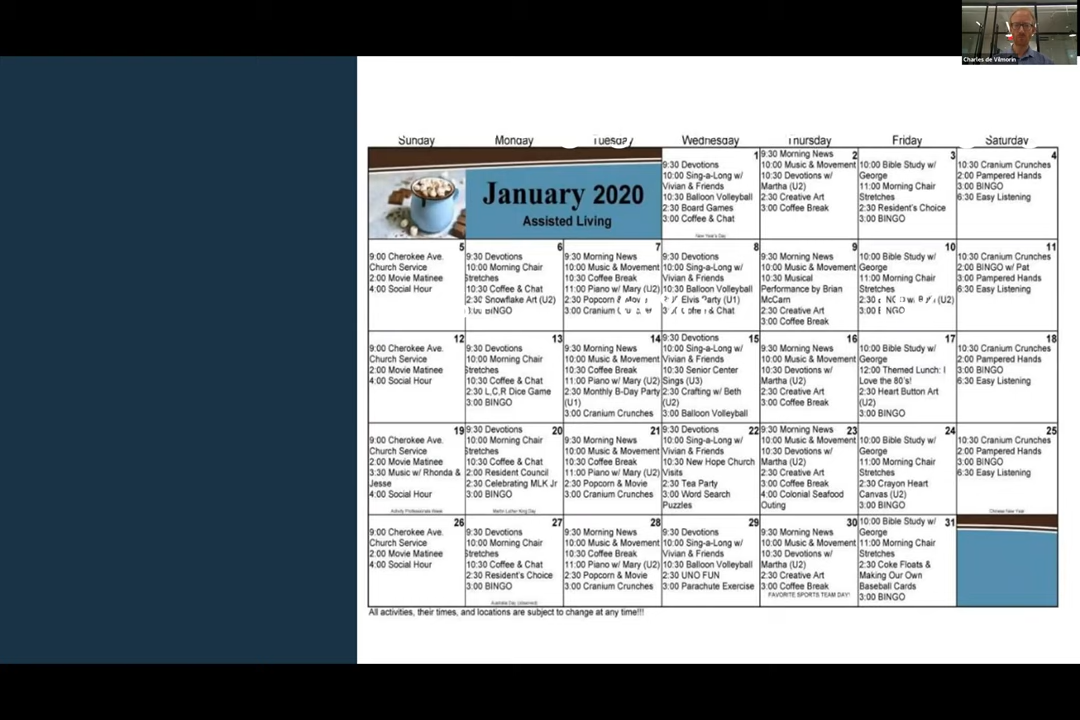 Charles de Vilmorin
Sunday Monday Tuesday Wednesday Thursday Friday Saturday
January 2020
Assisted Living
1
9:30 Devotions
10:00 Sing-a-Long w/
Vivian & Friends
10:30 Balloon Volleyball
2:30 Board Games
3:00 Coffee & Chat
New Year's Day
2
9:30 Morning News
10:00 Music & Movement
10:30 Devotions w/
Martha (U2)
2:30 Creative Art
3:00 Coffee Break
3
10:00 Bible Study w/
George
11:00 Morning Chair
Stretches
2:30 Resident's Choice
3:00 BINGO
4
10:30 Cranium Crunches
2:00 Pampered Hands
3:00 BINGO
6:30 Easy Listening
5
9:00 Cherokee Ave.
Church Service
2:00 Movie Matinee
4:00 Social Hour
6
9:30 Devotions
10:00 Morning Chair
Stretches
10:30 Coffee & Chat
2:30 Snowflake Art (U2)
BINGO
7
9:30 Morning News
10:00 Music & Movement
10:30 Coffee Break
11:00 Piano w/ Mary (U2)
2:30 Popcorn &
3:00 Cranium
8
9:30 Devotions
10:00 Sing-a-Long w/
Vivian & Friends
10:30 Balloon Volleyball
Elvis Party (U1)
& Chat
9
9:30 Morning News
10:00 Music & Movement
10:30 Musical
Performance by Brian
McCarn
2:30 Creative Art
3:00 Coffee Break
10
10:00 Bible Study w/
George
11:00 Morning Chair
Stretches
2:30 (U2)
3:00
11
10:30 Cranium Crunches
2:00 BINGO w/ Pat
3:00 Pampered Hands
6:30 Easy Listening
12
9:00 Cherokee Ave.
Church Service
2:00 Movie Matinee
4:00 Social Hour
13
9:30 Devotions
10:00 Morning Chair
Stretches
10:30 Coffee & Chat
2:30 L,C,R Dice Game
3:00 BINGO
14
9:30 Morning News
10:00 Music & Movement
10:30 Coffee Break
11:00 Piano w/ Mary (U2)
2:30 Monthly B-Day Party
(U1)
3:00 Cranium Crunches
15
9:30 Devotions
10:00 Sing-a-Long w/
Vivian & Friends
10:30 Senior Center
Sings (U3)
2:30 Crafting w/ Beth
(U2)
3:00 Balloon Volleyball
16
9:30 Morning News
10:00 Music & Movement
10:30 Devotions w/
Martha (U2)
2:30 Creative Art
3:00 Coffee Break
17
10:00 Bible Study w/
George
12:00 Themed Lunch: I
Love the 80's!
2:30 Heart Button Art
(U2)
3:00 BINGO
18
10:30 Cranium Crunches
2:00 Pampered Hands
3:00 BINGO
6:30 Easy Listening
19
9:00 Cherokee Ave.
Church Service
2:00 Movie Matinee
3:30 Music w/ Rhonda &
Jesse
4:00 Social Hour
Activity Professionals Week
20
9:30 Devotions
10:00 Morning Chair
Stretches
10:30 Coffee & Chat
2:00 Resident Council
2:30 Celebrating MLK Jr
3:00 BINGO
Martin Luther King Day
21
9:30 Morning News
10:00 Music & Movement
10:30 Coffee Break
11:00 Piano w/ Mary (U2)
2:30 Popcorn & Movie
3:00 Cranium Crunches
22
9:30 Devotions
10:00 Sing-a-Long w/
Vivian & Friends
10:30 New Hope Church
Visits
2:30 Tea Party
3:00 Word Search
Puzzles
23
9:30 Morning News
10:00 Music & Movement
10:30 Devotions w/
Martha (U2)
2:30 Creative Art
3:00 Coffee Break
4:00 Colonial Seafood
Outing
24
10:00 Bible Study w/
George
11:00 Morning Chair
Stretches
2:30 Crayon Heart
Canvas (U2)
3:00 BINGO
25
10:30 Cranium Crunches
2:00 Pampered Hands
3:00 BINGO
6:30 Easy Listening
Chinese New Year
26
9:00 Cherokee Ave.
Church Service
2:00 Movie Matinee
4:00 Social Hour
27
9:30 Devotions
10:00 Morning Chair
Stretches
10:30 Coffee & Chat
2:30 Resident's Choice
3:00 BINGO
Australia Day (observed)
28
9:30 Morning News
10:00 Music & Movement
10:30 Coffee Break
11:00 Piano w/ Mary (U2)
2:30 Popcorn & Movie
3:00 Cranium Crunches
29
9:30 Devotions
10:00 Sing-a-Long w/
Vivian & Friends
10:30 Balloon Volleyball
2:30 UNO FUN
3:00 Parachute Exercise
30
9:30 Morning News
10:00 Music & Movement
10:30 Devotions w/
Martha (U2)
2:30 Creative Art
3:00 Coffee Break
FAVORITE SPORTS TEAM DAY!
31
10:00 Bible Study w/
George
11:00 Morning Chair
Stretches
2:30 Coke Floats &
Making Our Own
Baseball Cards
3:00 BINGO
All activities, their times, and locations are subject to change at any time!!!